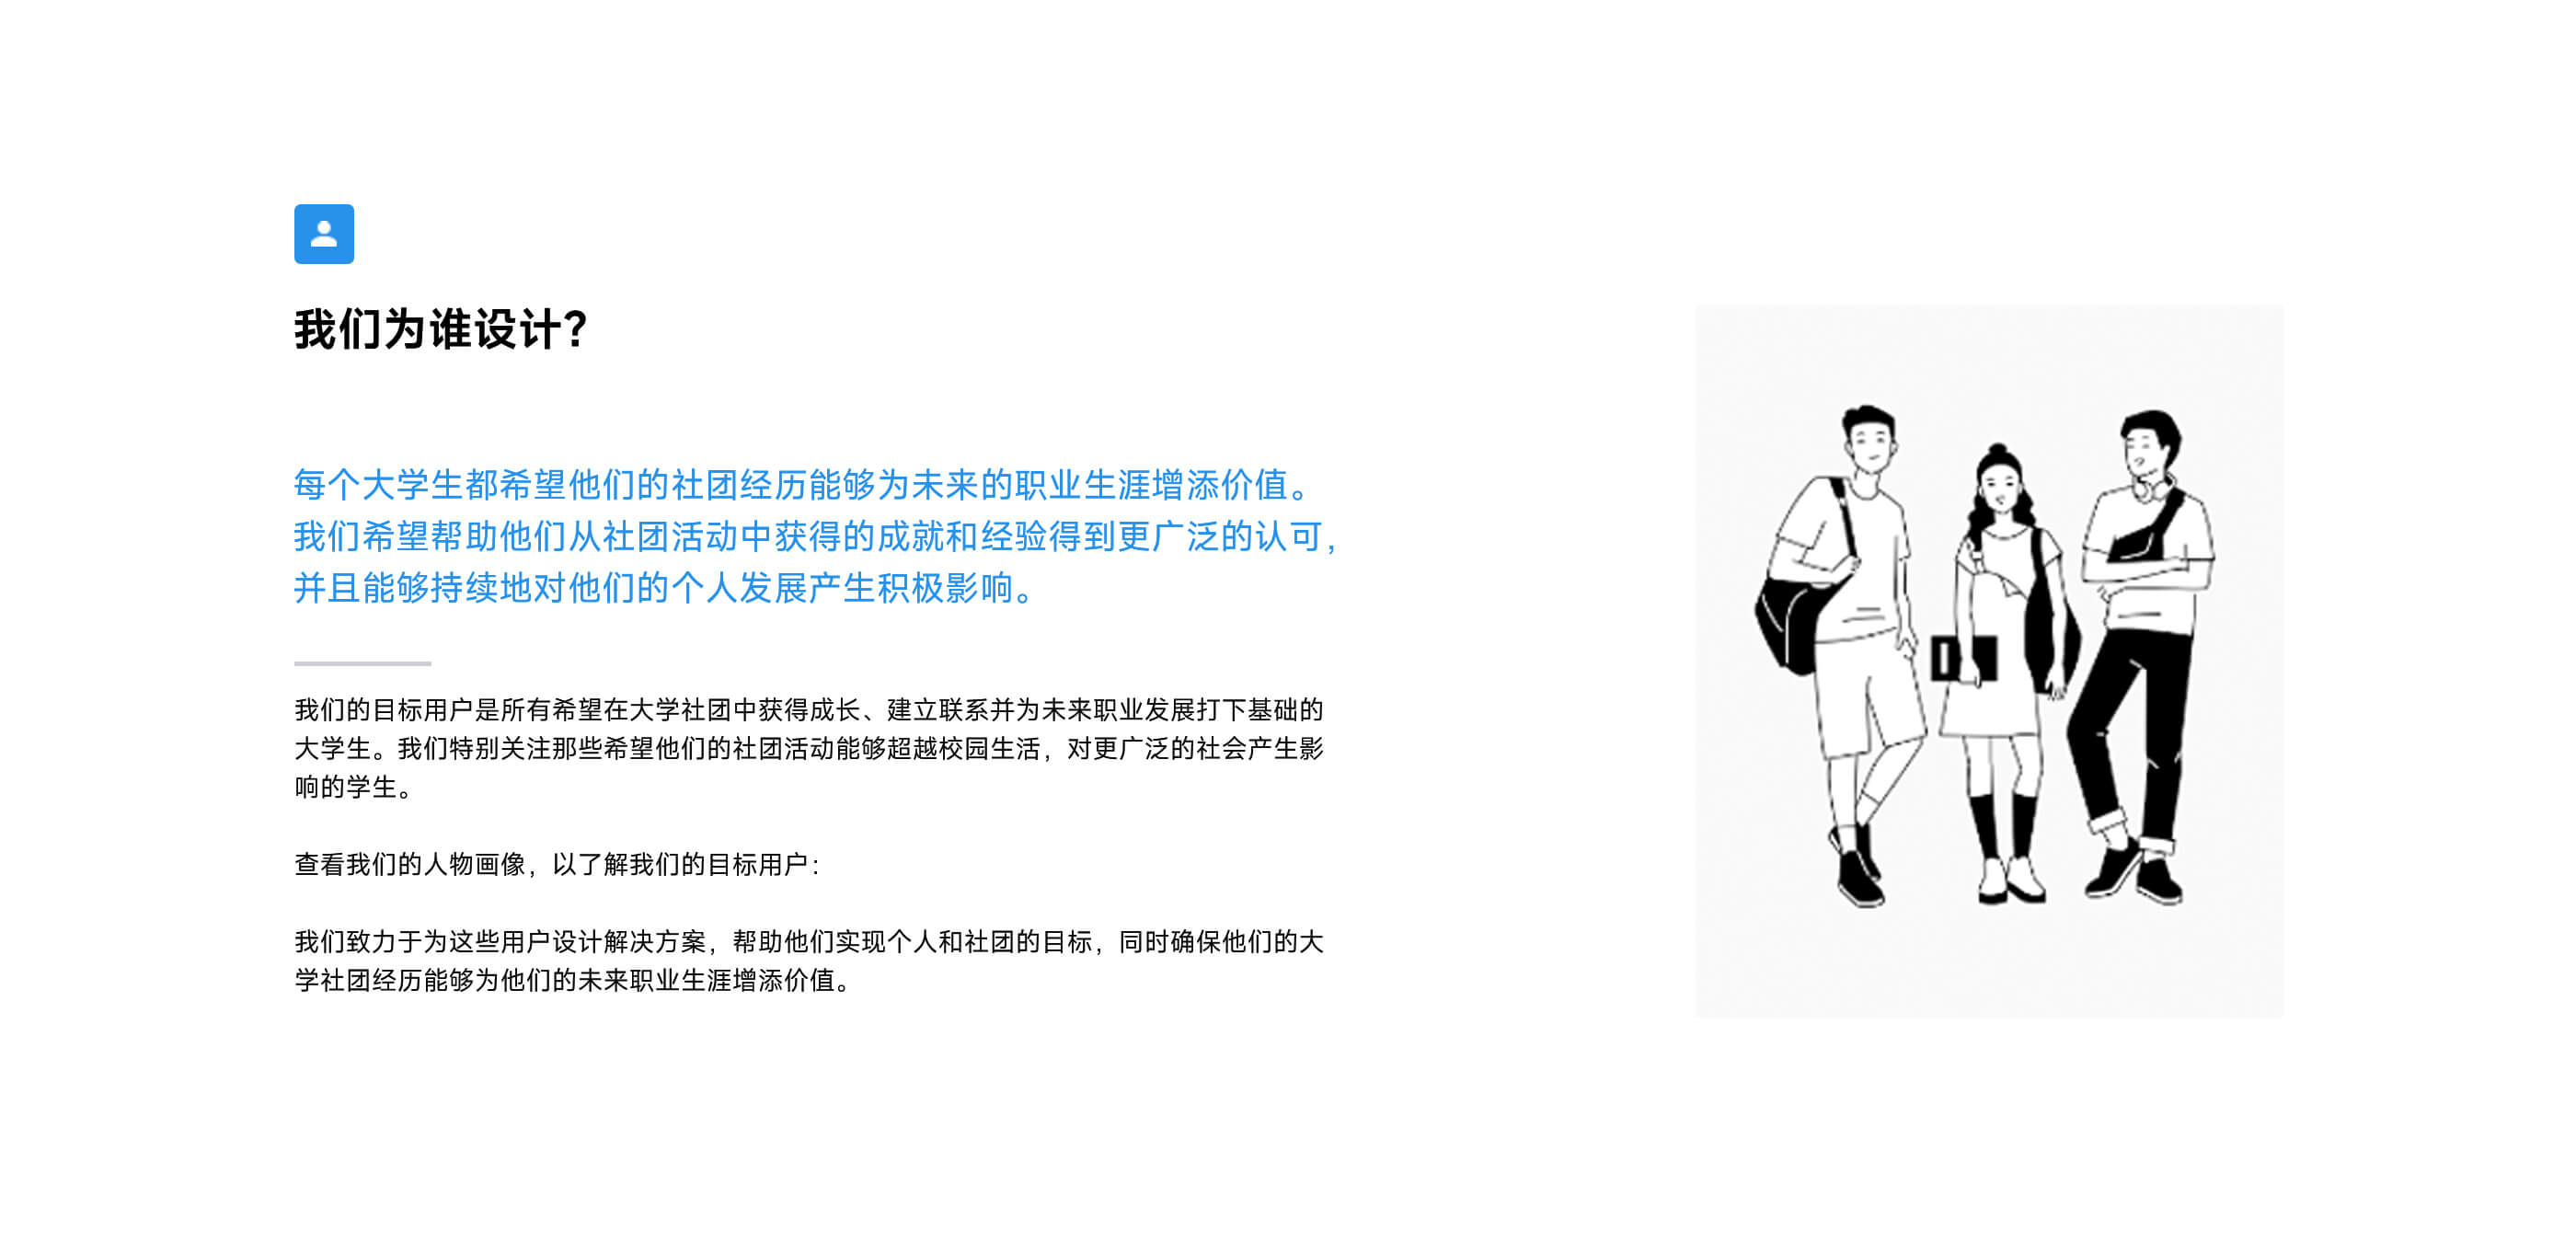 我们为谁设计？
每个大学生都希望他们的社团经历能够为未来的职业生涯增添价值。
我们希望帮助他们从社团活动中获得的成就和经验得到更广泛的认可，
并且能够持续地对他们的个人发展产生积极影响。
我们的目标用户是所有希望在大学社团中获得成长、建立联系并为未来职业发展打下基础的
大学生。我们特别关注那些希望他们的社团活动能够超越校园生活，对更广泛的社会产生影
响的学生。
查看我们的人物画像，以了解我们的目标用户：
我们致力于为这些用户设计解决方案，帮助他们实现个人和社团的目标，同时确保他们的大
学社团经历能够为他们的未来职业生涯增添价值。